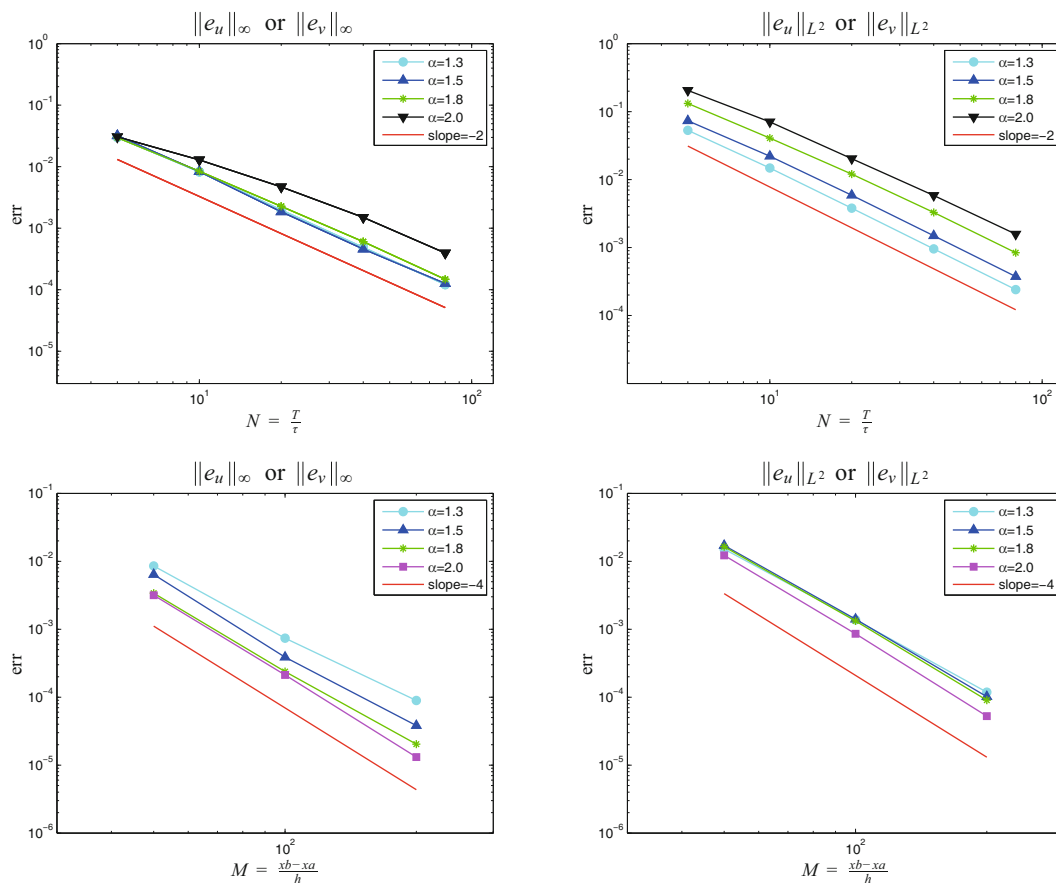 ||e_u||_∞ or ||e_v||_∞
10^0
10^-1
10^-2
10^-3
10^-4
10^-5
err
α=1.3
α=1.5
α=1.8
α=2.0
slope=-2
10^1
10^2
N = T/τ
||e_u||_{L^2} or ||e_v||_{L^2}
10^0
10^-1
10^-2
10^-3
10^-4
err
α=1.3
α=1.5
α=1.8
α=2.0
slope=-2
10^1
10^2
N = T/τ
||e_u||_∞ or ||e_v||_∞
10^-1
10^-2
10^-3
10^-4
10^-5
10^-6
err
α=1.3
α=1.5
α=1.8
α=2.0
slope=-4
10^2
M = xb-xa/h
||e_u||_{L^2} or ||e_v||_{L^2}
10^-1
10^-2
10^-3
10^-4
10^-5
10^-6
err
α=1.3
α=1.5
α=1.8
α=2.0
slope=-4
10^2
M = xb-xa/h